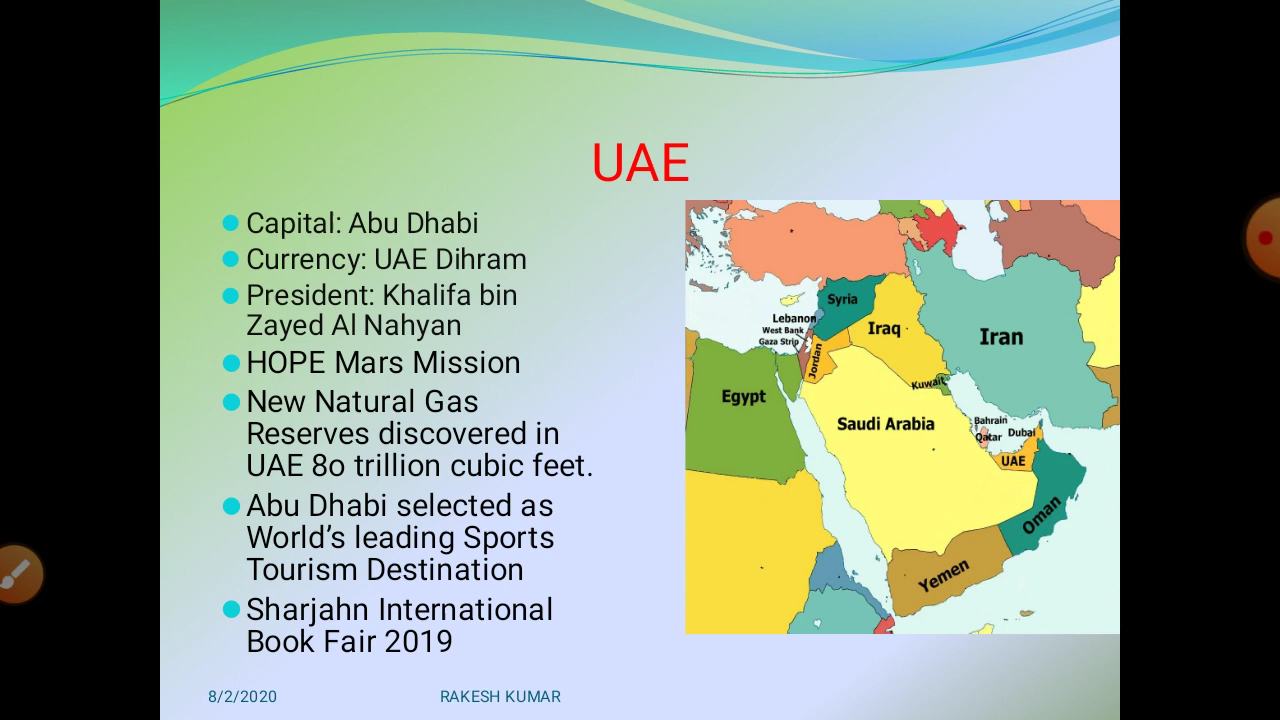 UAE
Capital: Abu Dhabi
Currency: UAE Dihram
President: Khalifa bin
Zayed Al Nahyan
HOPE Mars Mission
New Natural Gas
Reserves discovered in
UAE 8o trillion cubic feet.
Abu Dhabi selected as
World’s leading Sports
Tourism Destination
Sharjahn International
Book Fair 2019
Syria
Lebanon
West Bank
Gaza Strip
Jordan
Iraq
Iran
Kuwait
Egypt
Saudi Arabia
Bahrain
Qatar
Dubai
UAE
Oman
Yemen
8/2/2020
RAKESH KUMAR